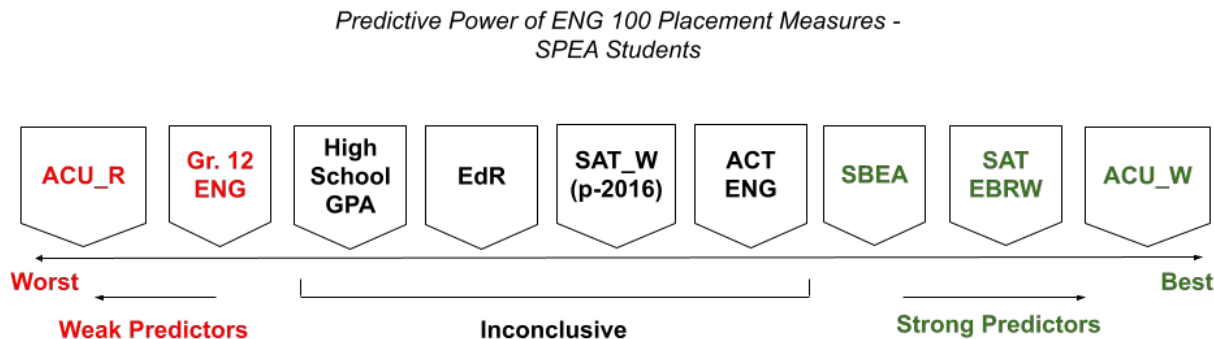 Predictive Power of ENG 100 Placement Measures -
SPEA Students
ACU_R
Gr. 12
ENG
High
School
GPA
EdR
SAT_W
(p-2016)
ACT
ENG
SBEA
SAT
EBRW
ACU_W
Worst
Best
Weak Predictors
Inconclusive
Strong Predictors